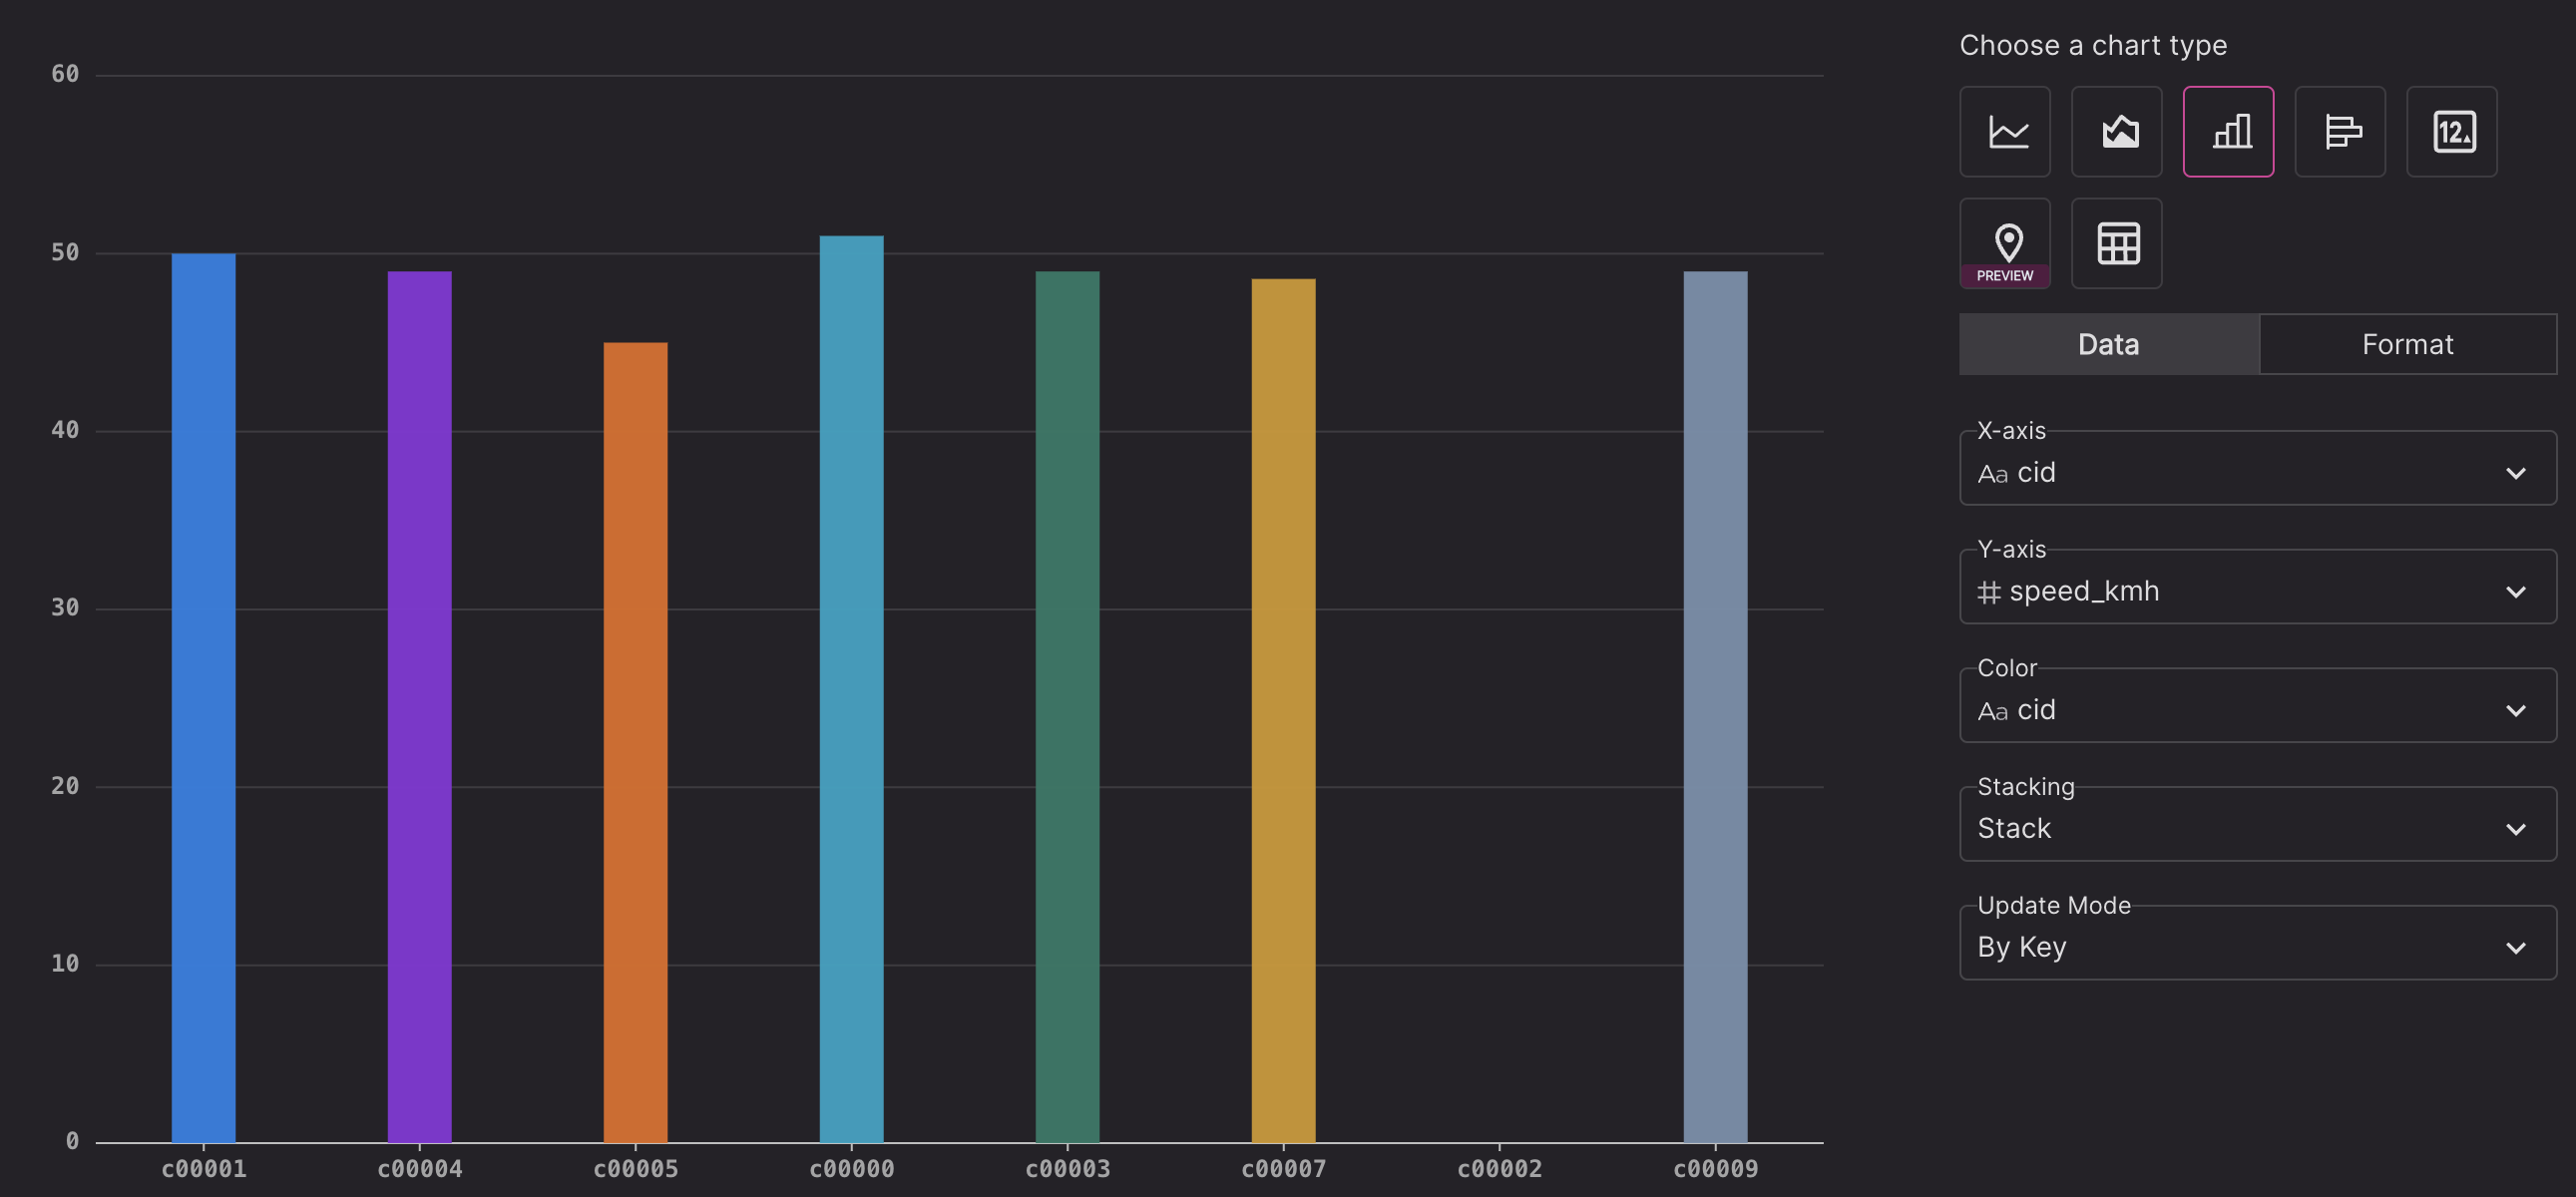 60
50
40
30
20
10
0
c00001 c00004 c00005 c00000 c00003 c00007 c00002 c00009
Choose a chart type
12
PREVIEW
Data Format
X-axis
Aa cid
Y-axis
# speed_kmh
Color
Aa cid
Stacking
Stack
Update Mode
By Key